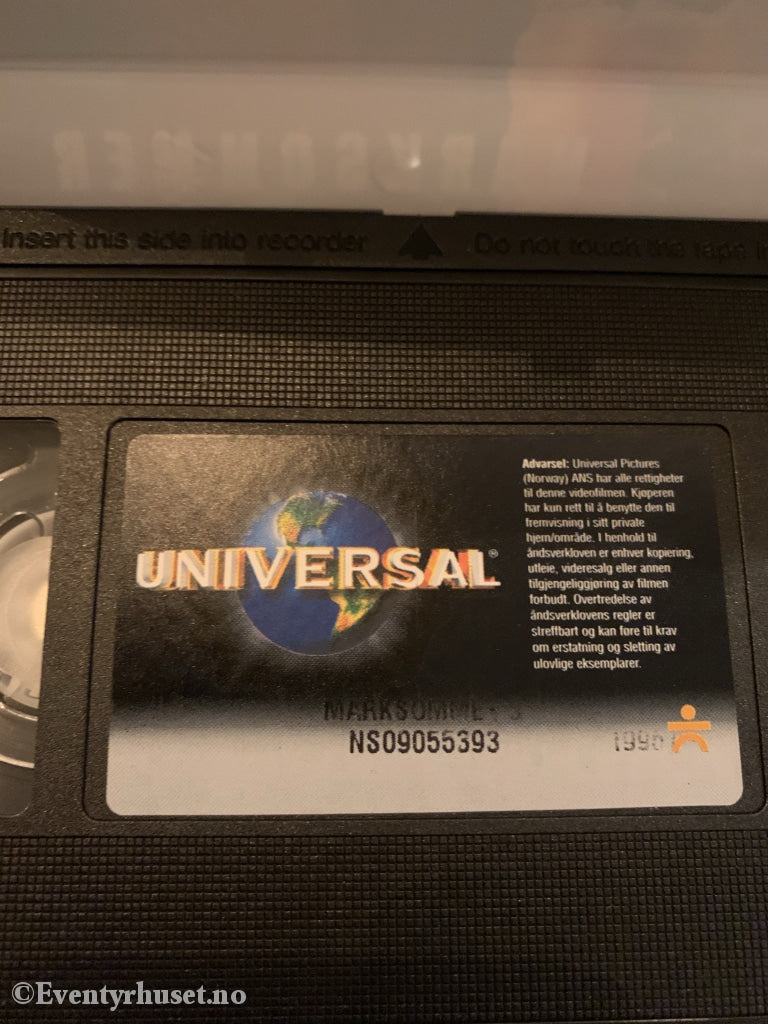 Insert this side into recorder Do not touch the tape in
UNIVERSAL®
Advarsel: Universal Pictures
(Norway) ANS har alle rettigheter
til denne videofilmen. Kjøperen
har kun rett til å benytte den til
fremvisning i sitt private
hjem/område. I henhold til
åndsverkloven er enhver kopiering,
utleie, videresalg eller annen
tilgjengeliggjøring av filmen
forbudt. Overtredelse av
åndsverklovens regler er
streffbart og kan føre til krav
om erstatning og sletting av
ulovlige eksemplarer.
NS09055393
©Eventyrhuset.no